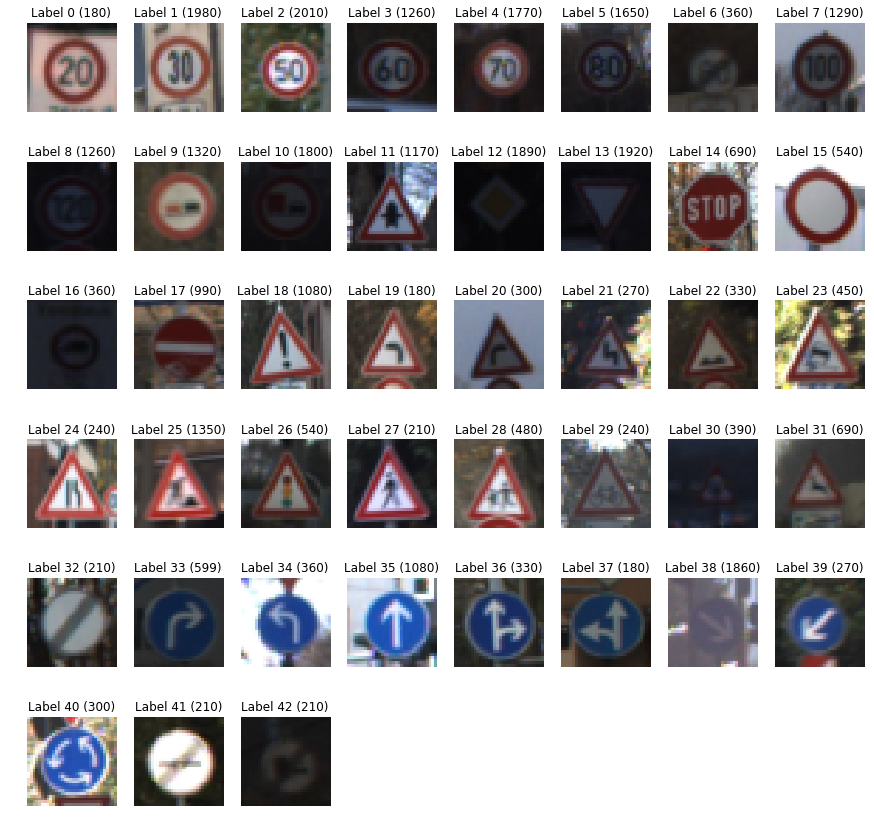 Label 0 (180) Label 1 (1980) Label 2 (2010) Label 3 (1260) Label 4 (1770) Label 5 (1650) Label 6 (360) Label 7 (1290)
20 30 50 60 70 80 100
Label 8 (1260) Label 9 (1320) Label 10 (1800) Label 11 (1170) Label 12 (1890) Label 13 (1920) Label 14 (690) Label 15 (540)
120 STOP
Label 16 (360) Label 17 (990) Label 18 (1080) Label 19 (180) Label 20 (300) Label 21 (270) Label 22 (330) Label 23 (450)
!
Label 24 (240) Label 25 (1350) Label 26 (540) Label 27 (210) Label 28 (480) Label 29 (240) Label 30 (390) Label 31 (690)
Label 32 (210) Label 33 (599) Label 34 (360) Label 35 (1080) Label 36 (330) Label 37 (180) Label 38 (1860) Label 39 (270)
Label 40 (300) Label 41 (210) Label 42 (210)